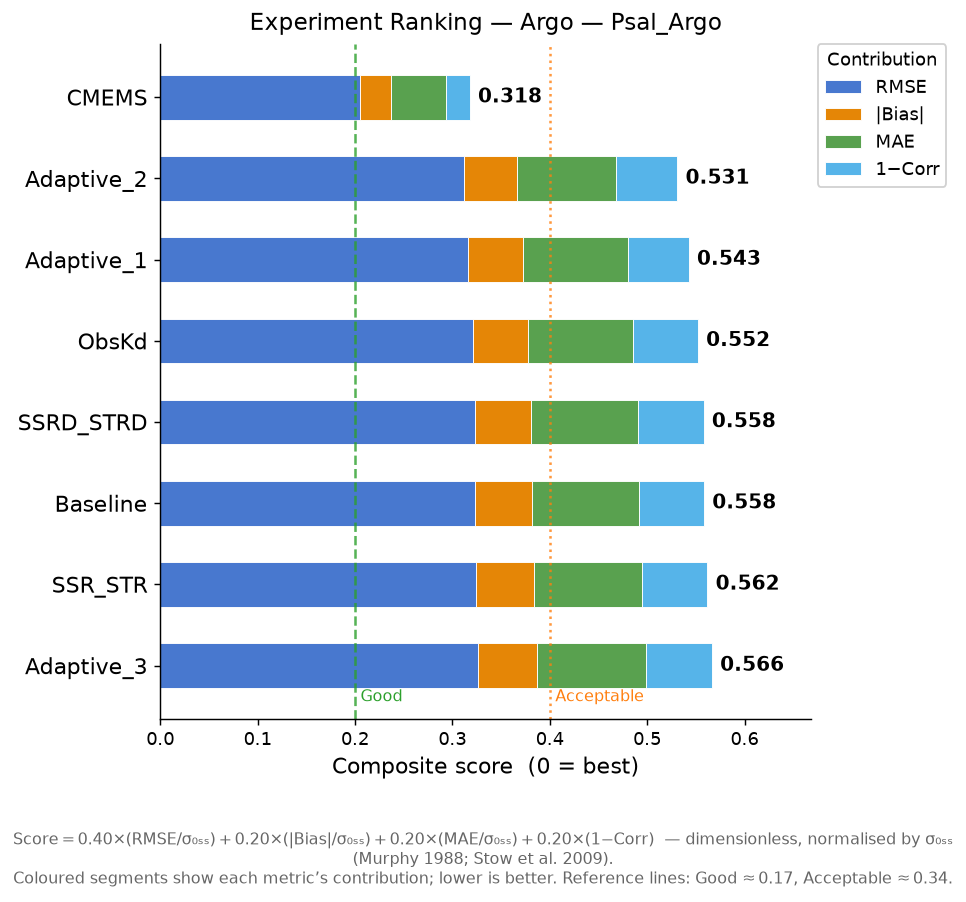 Experiment Ranking — Argo — Psal_Argo
Contribution
RMSE
|Bias|
MAE
1−Corr
CMEMS
0.318
Adaptive_2
0.531
Adaptive_1
0.543
ObsKd
0.552
SSRD_STRD
0.558
Baseline
0.558
SSR_STR
0.562
Adaptive_3
0.566
Good
Acceptable
0.0 0.1 0.2 0.3 0.4 0.5 0.6
Composite score (0 = best)
Score = 0.40×(RMSE/σ₀ₛₛ) + 0.20×(|Bias|/σ₀ₛₛ) + 0.20×(MAE/σ₀ₛₛ) + 0.20×(1−Corr) — dimensionless, normalised by σ₀ₛₛ
(Murphy 1988; Stow et al. 2009).
Coloured segments show each metric’s contribution; lower is better. Reference lines: Good ≈ 0.17, Acceptable ≈ 0.34.